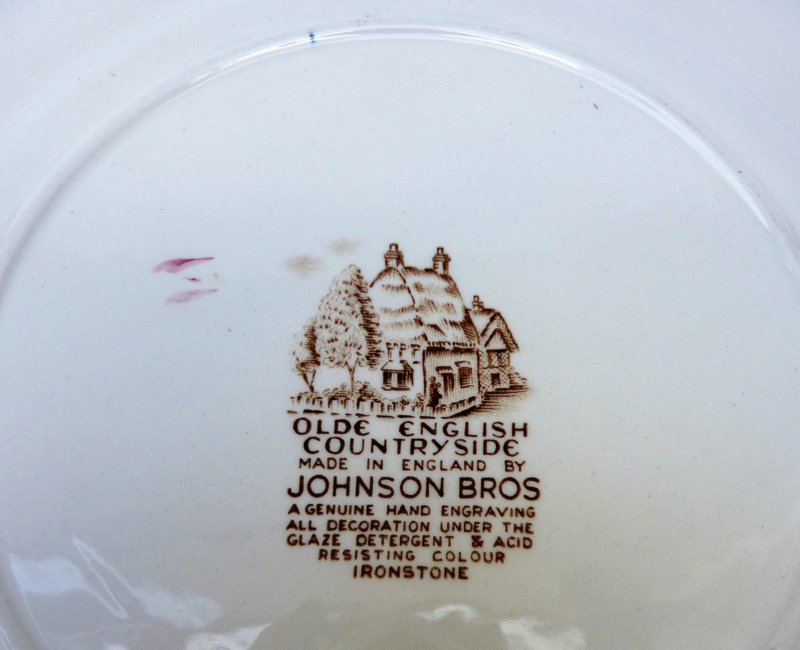 OLDE ENGLISH
COUNTRYSIDE
MADE IN ENGLAND BY
JOHNSON BROS
A GENUINE HAND ENGRAVING
ALL DECORATION UNDER THE
GLAZE DETERGENT & ACID
RESISTING COLOUR
IRONSTONE